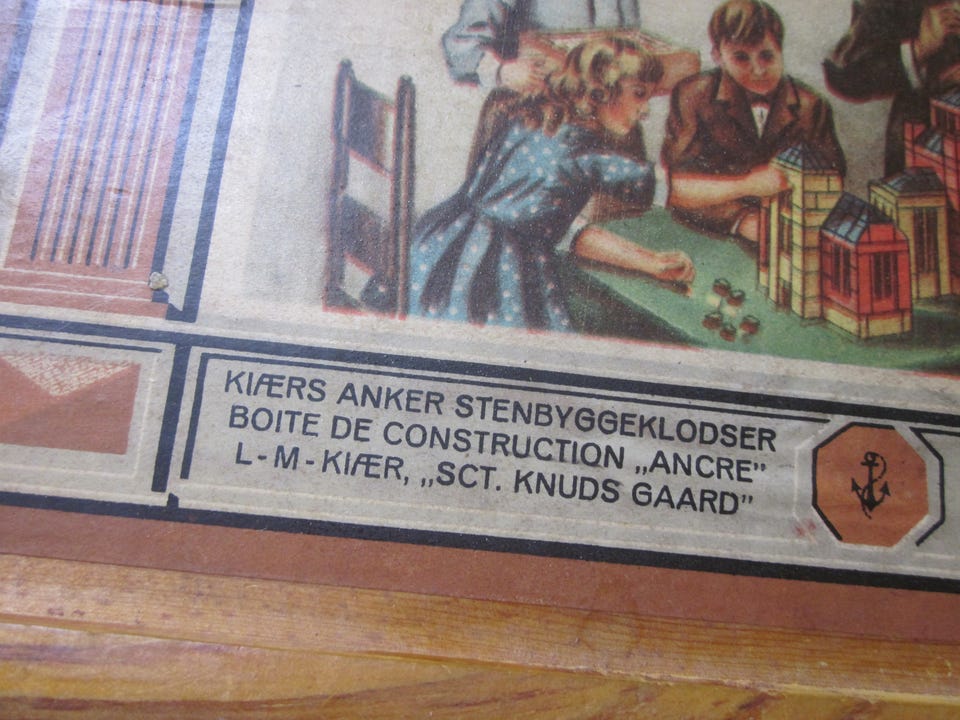 KIÆRS ANKER STENBYGGEKLODSER
BOITE DE CONSTRUCTION „ANCRE”
L-M-KIÆR, „SCT. KNUDS GAARD”